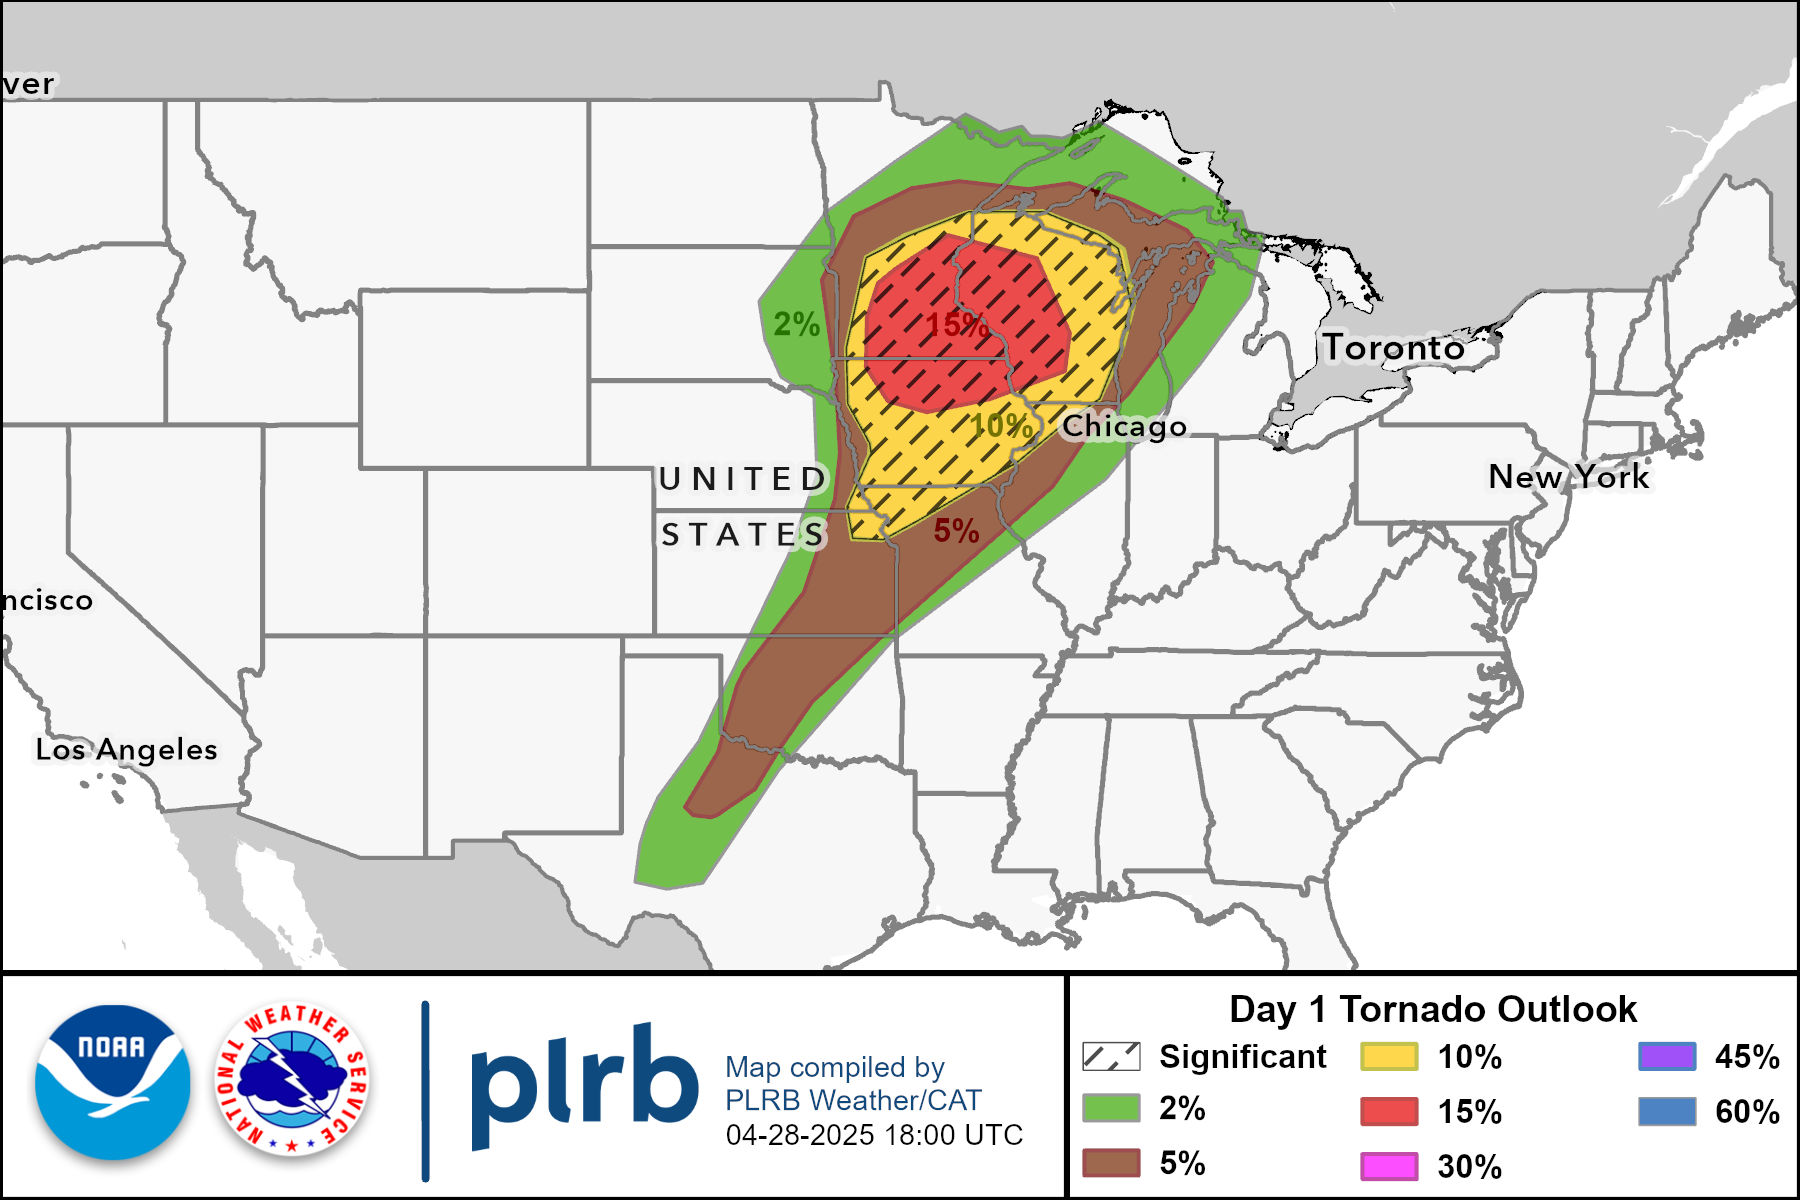 ver
2%
15%
Toronto
10%
Chicago
UNITED
STATES
New York
5%
ncisco
Los Angeles
NOAA
NATIONAL WEATHER SERVICE
plrb
Map compiled by
PLRB Weather/CAT
04-28-2025 18:00 UTC
Day 1 Tornado Outlook
Significant
2%
5%
10%
15%
30%
45%
60%